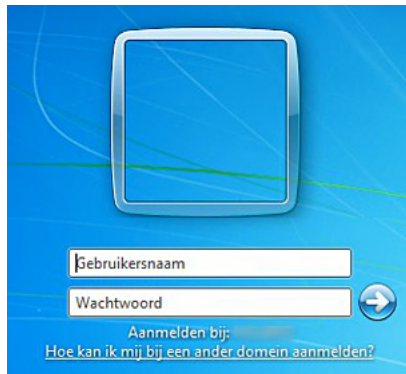 Gebruikersnaam
Wachtwoord
Aanmelden bij:
Hoe kan ik mij bij een ander domein aanmelden?